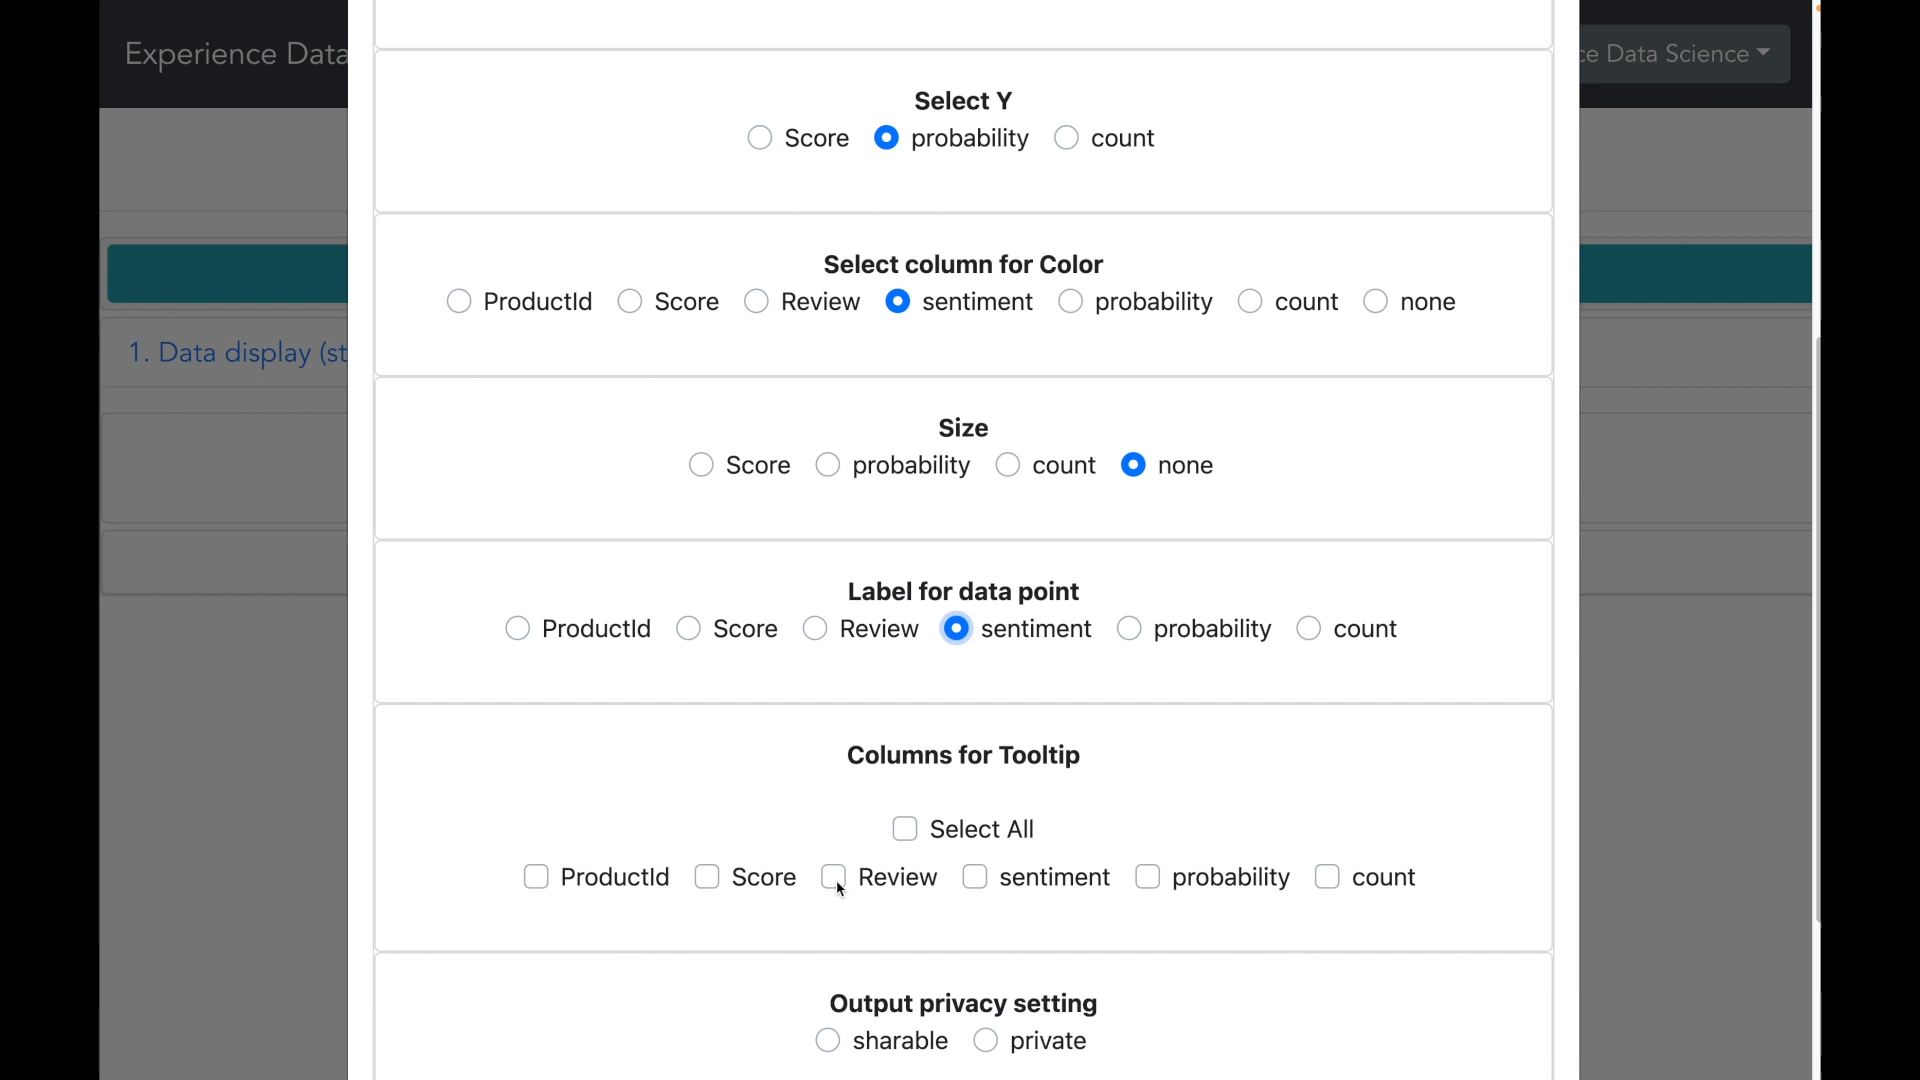 Experience Data
ce Data Science
1. Data display (st
Select Y
Score probability count
Select column for Color
ProductId Score Review sentiment probability count none
Size
Score probability count none
Label for data point
ProductId Score Review sentiment probability count
Columns for Tooltip
Select All
ProductId Score Review sentiment probability count
Output privacy setting
sharable private